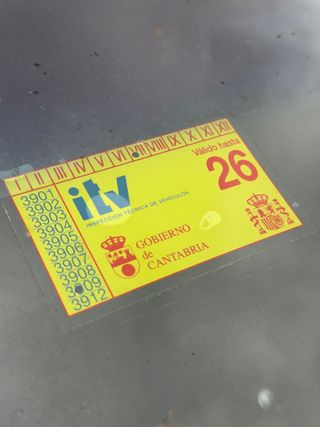 I II III IV V VI VII VIII IX X XI XII
3901
3902
3903
3904
3905
3906
3907
3908
3909
3912
itv
INSPECCIÓN TÉCNICA DE VEHÍCULOS
Válido hasta
26
GOBIERNO
de
CANTABRIA